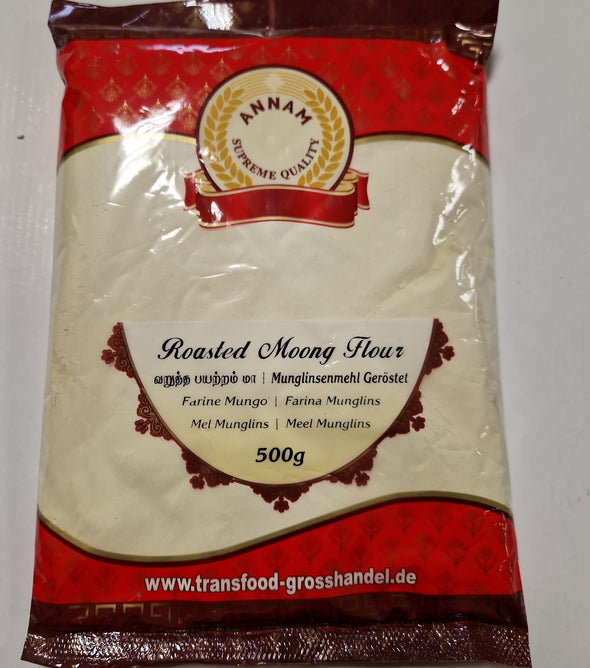 ANNAM
SUPREME QUALITY
Roasted Moong Flour
வறுத்த பயற்றம் மா | Munglinsenmehl Geröstet
Farine Mungo | Farina Munglins
Mel Munglins | Meel Munglins
500g
www.transfood-grosshandel.de